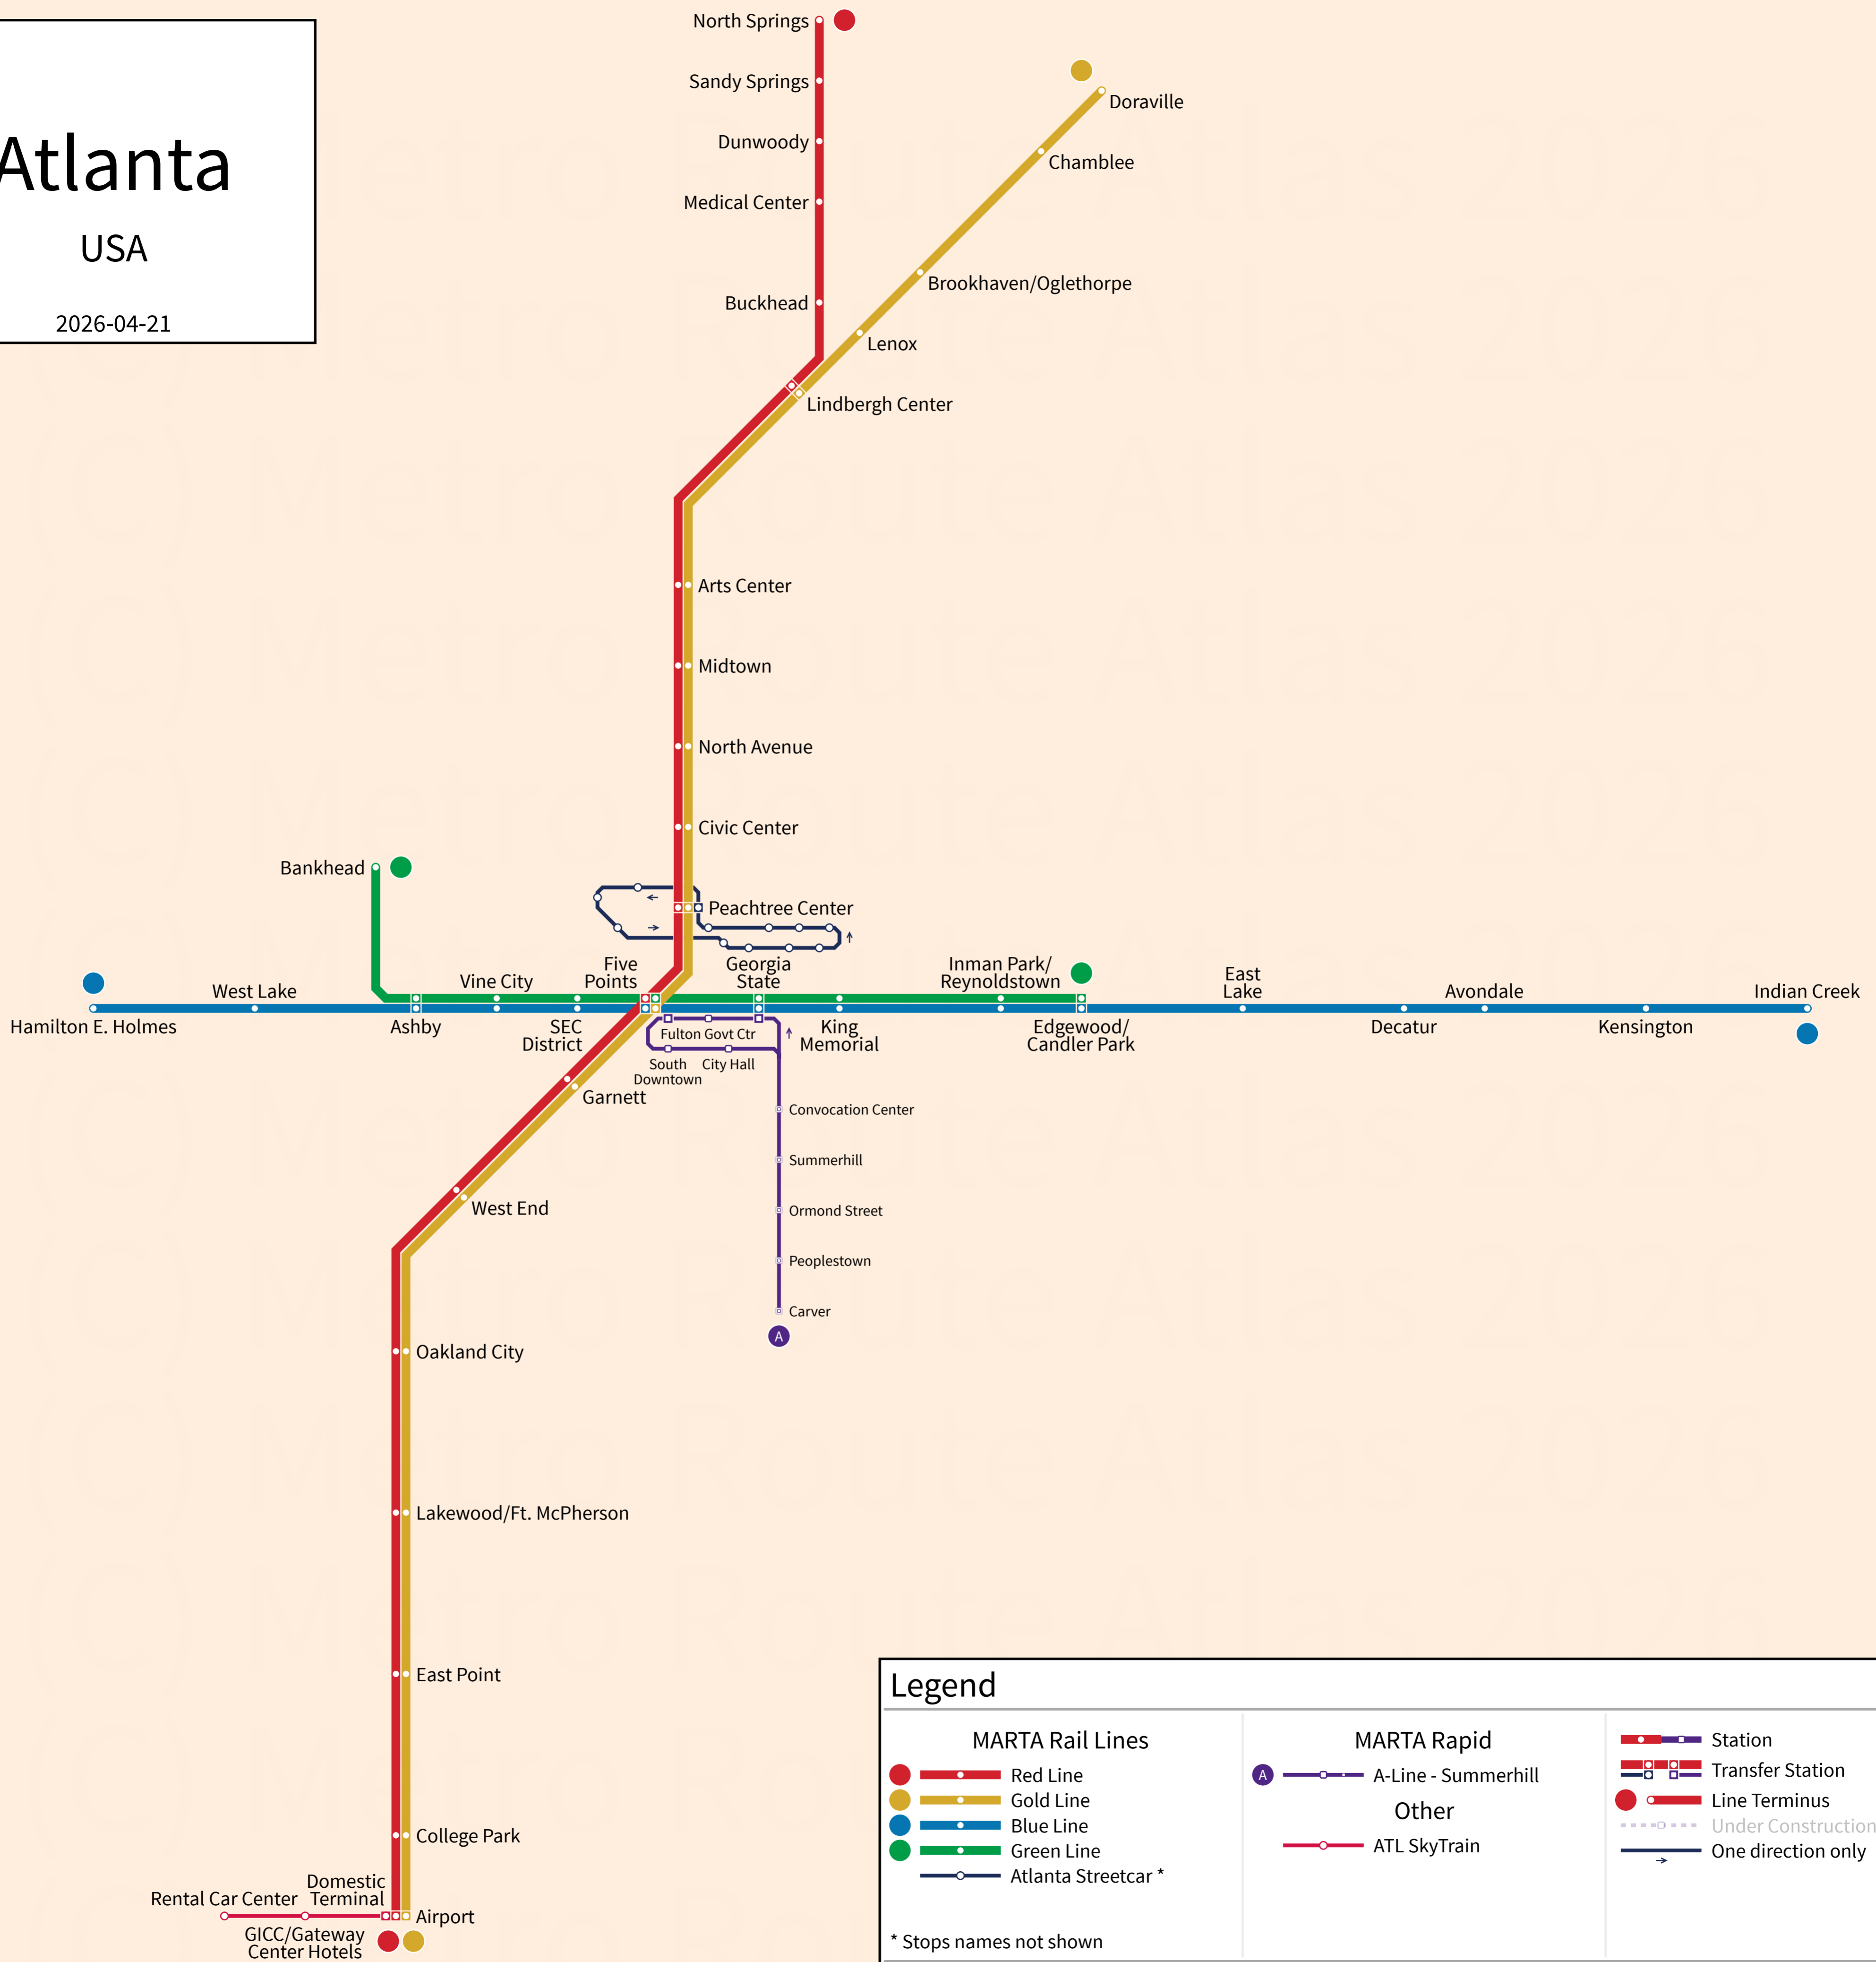 Atlanta
USA
2026-04-21
North Springs
Sandy Springs
Dunwoody
Medical Center
Buckhead
Doraville
Chamblee
Brookhaven/Oglethorpe
Lenox
Lindbergh Center
Arts Center
Midtown
North Avenue
Civic Center
Bankhead
Peachtree Center
Hamilton E. Holmes
West Lake
Ashby
Vine City
SEC
District
Five
Points
Georgia
State
King
Memorial
Inman Park/
Reynoldstown
Edgewood/
Candler Park
East
Lake
Decatur
Avondale
Kensington
Indian Creek
Fulton Govt Ctr
South
Downtown
City Hall
Convocation Center
Summerhill
Ormond Street
Peoplestown
Carver
A
Garnett
West End
Oakland City
Lakewood/Ft. McPherson
East Point
College Park
Domestic
Terminal
Rental Car Center
Airport
GICC/Gateway
Center Hotels
Legend
MARTA Rail Lines
Red Line
Gold Line
Blue Line
Green Line
Atlanta Streetcar *
* Stops names not shown
MARTA Rapid
A A-Line - Summerhill
Other
ATL SkyTrain
Station
Transfer Station
Line Terminus
Under Construction
One direction only
(C) Metro Route Atlas 2026